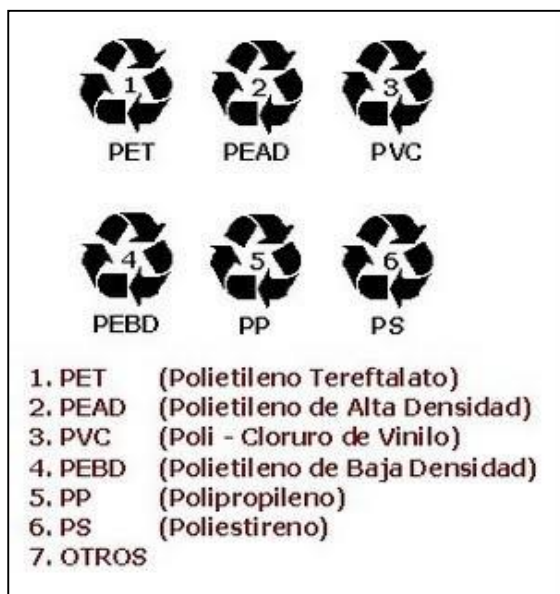 1 2 3
PET PEAD PVC
4 5 6
PEBD PP PS
1. PET (Polietileno Tereftalato)
2. PEAD (Polietileno de Alta Densidad)
3. PVC (Poli - Cloruro de Vinilo)
4. PEBD (Polietileno de Baja Densidad)
5. PP (Polipropileno)
6. PS (Poliestireno)
7. OTROS